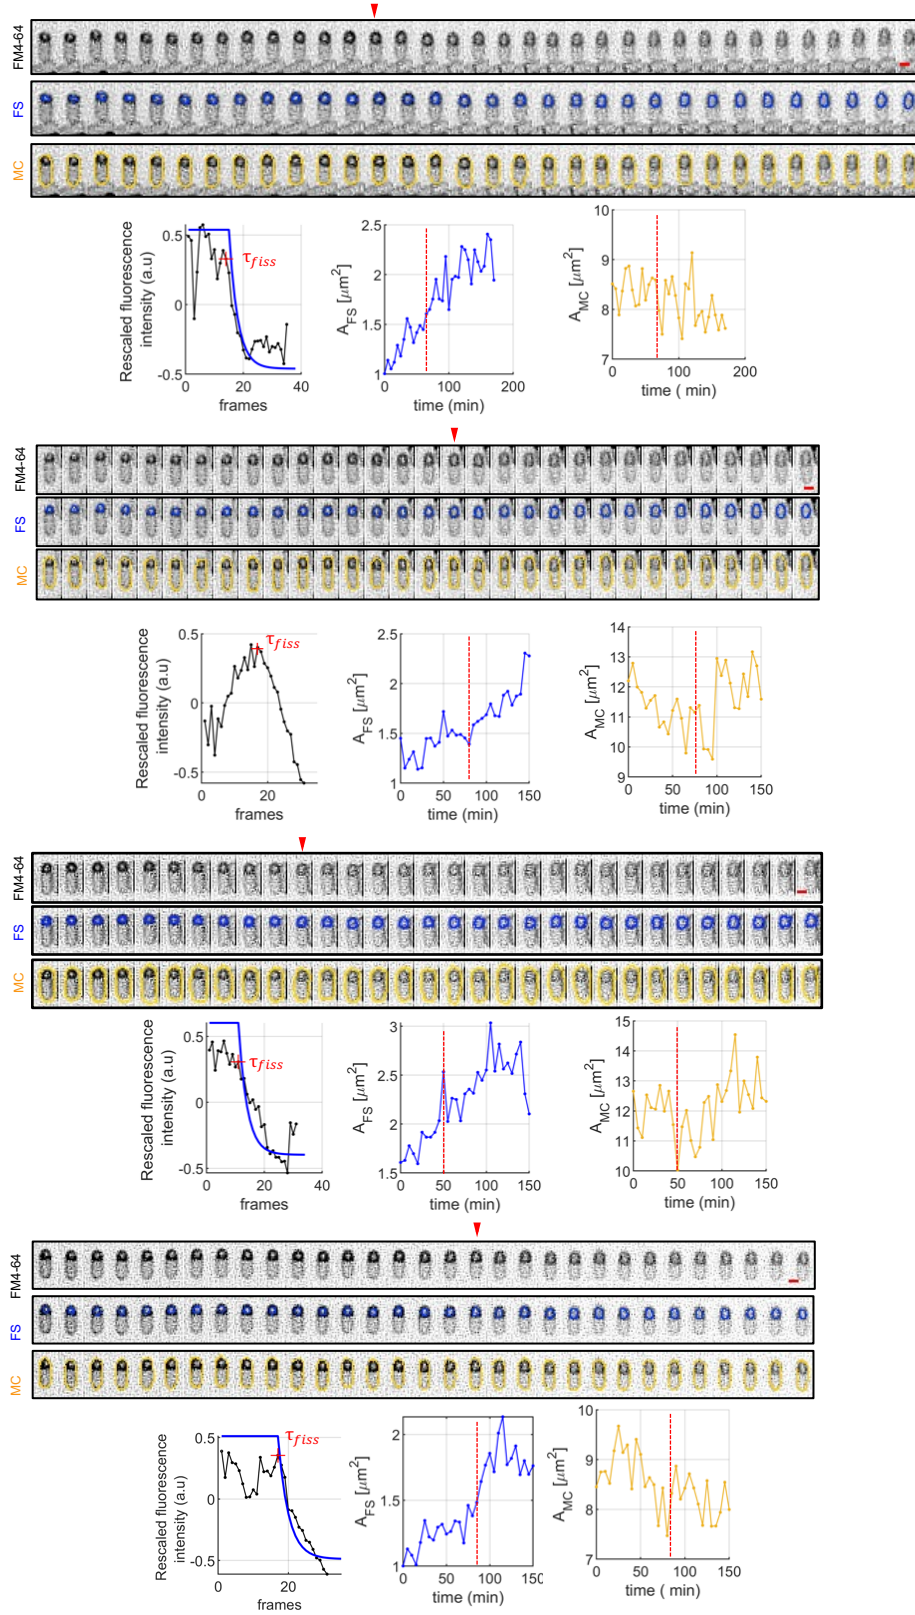 FM4-64
FS
MC
Rescaled fluorescence
intensity (a.u)
0.5
0
-0.5
0 20 40
frames
τfiss
A_FS [μm²]
2.5
2
1.5
1
0 100 200
time (min)
A_MC [μm²]
10
9
8
7
0 100 200
time ( min)
FM4-64
FS
MC
Rescaled fluorescence
intensity (a.u)
0.5
0
-0.5
0 20
frames
τfiss
A_FS [μm²]
2.5
2
1.5
1
0 50 100 150
time (min)
A_MC [μm²]
14
13
12
11
10
9
0 50 100 150
time (min)
FM4-64
FS
MC
Rescaled fluorescence
intensity (a.u)
0.5
0
-0.5
0 20 40
frames
τfiss
A_FS [μm²]
3
2.5
2
1.5
0 50 100 150
time (min)
A_MC [μm²]
15
14
13
12
11
10
0 50 100 150
time (min)
FM4-64
FS
MC
Rescaled fluorescence
intensity (a.u)
0.5
0
-0.5
0 20
frames
τfiss
A_FS [μm²]
2
1.5
1
0 50 100 150
time (min)
A_MC [μm²]
10
9
8
7
0 50 100 150
time ( min)